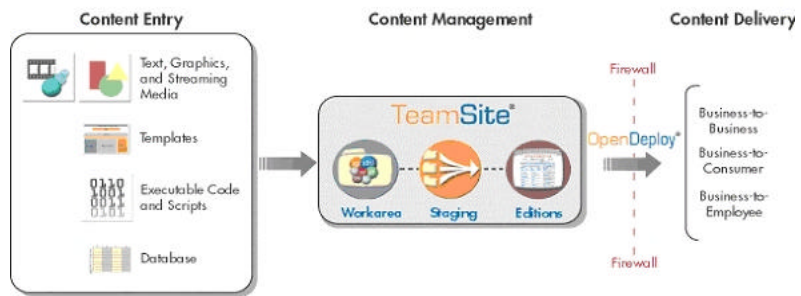 Content Entry
Content Management
Content Delivery
Text, Graphics,
and Streaming
Media
Templates
0110
1001
0011
0011
Executable Code
and Scripts
Database
TeamSite®
Workarea
Staging
Editions
Firewall
OpenDeploy®
Firewall
Business-to-
Business
Business-to-
Consumer
Business-to-
Employee